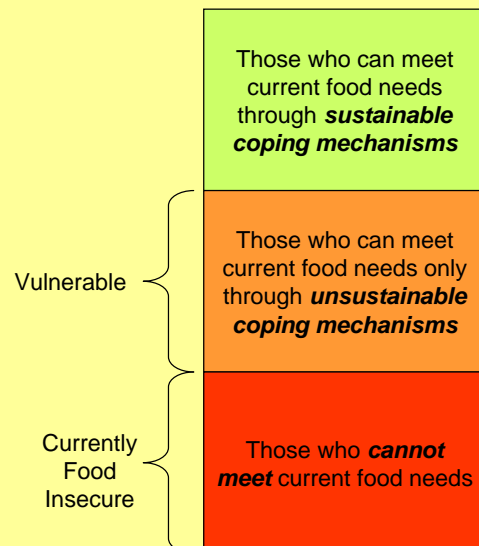 Those who can meet
current food needs
through sustainable
coping mechanisms
Vulnerable
Those who can meet
current food needs only
through unsustainable
coping mechanisms
Currently
Food
Insecure
Those who cannot
meet current food needs